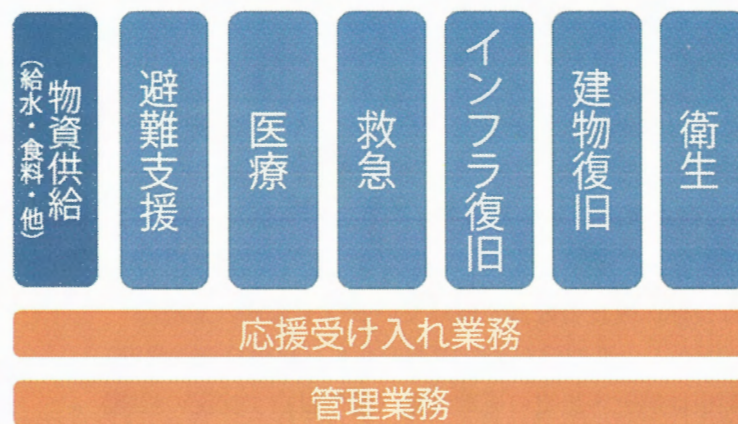 物資供給
（給水・食料・他）
避難支援
医療
救急
インフラ復旧
建物復旧
衛生
応援受け入れ業務
管理業務